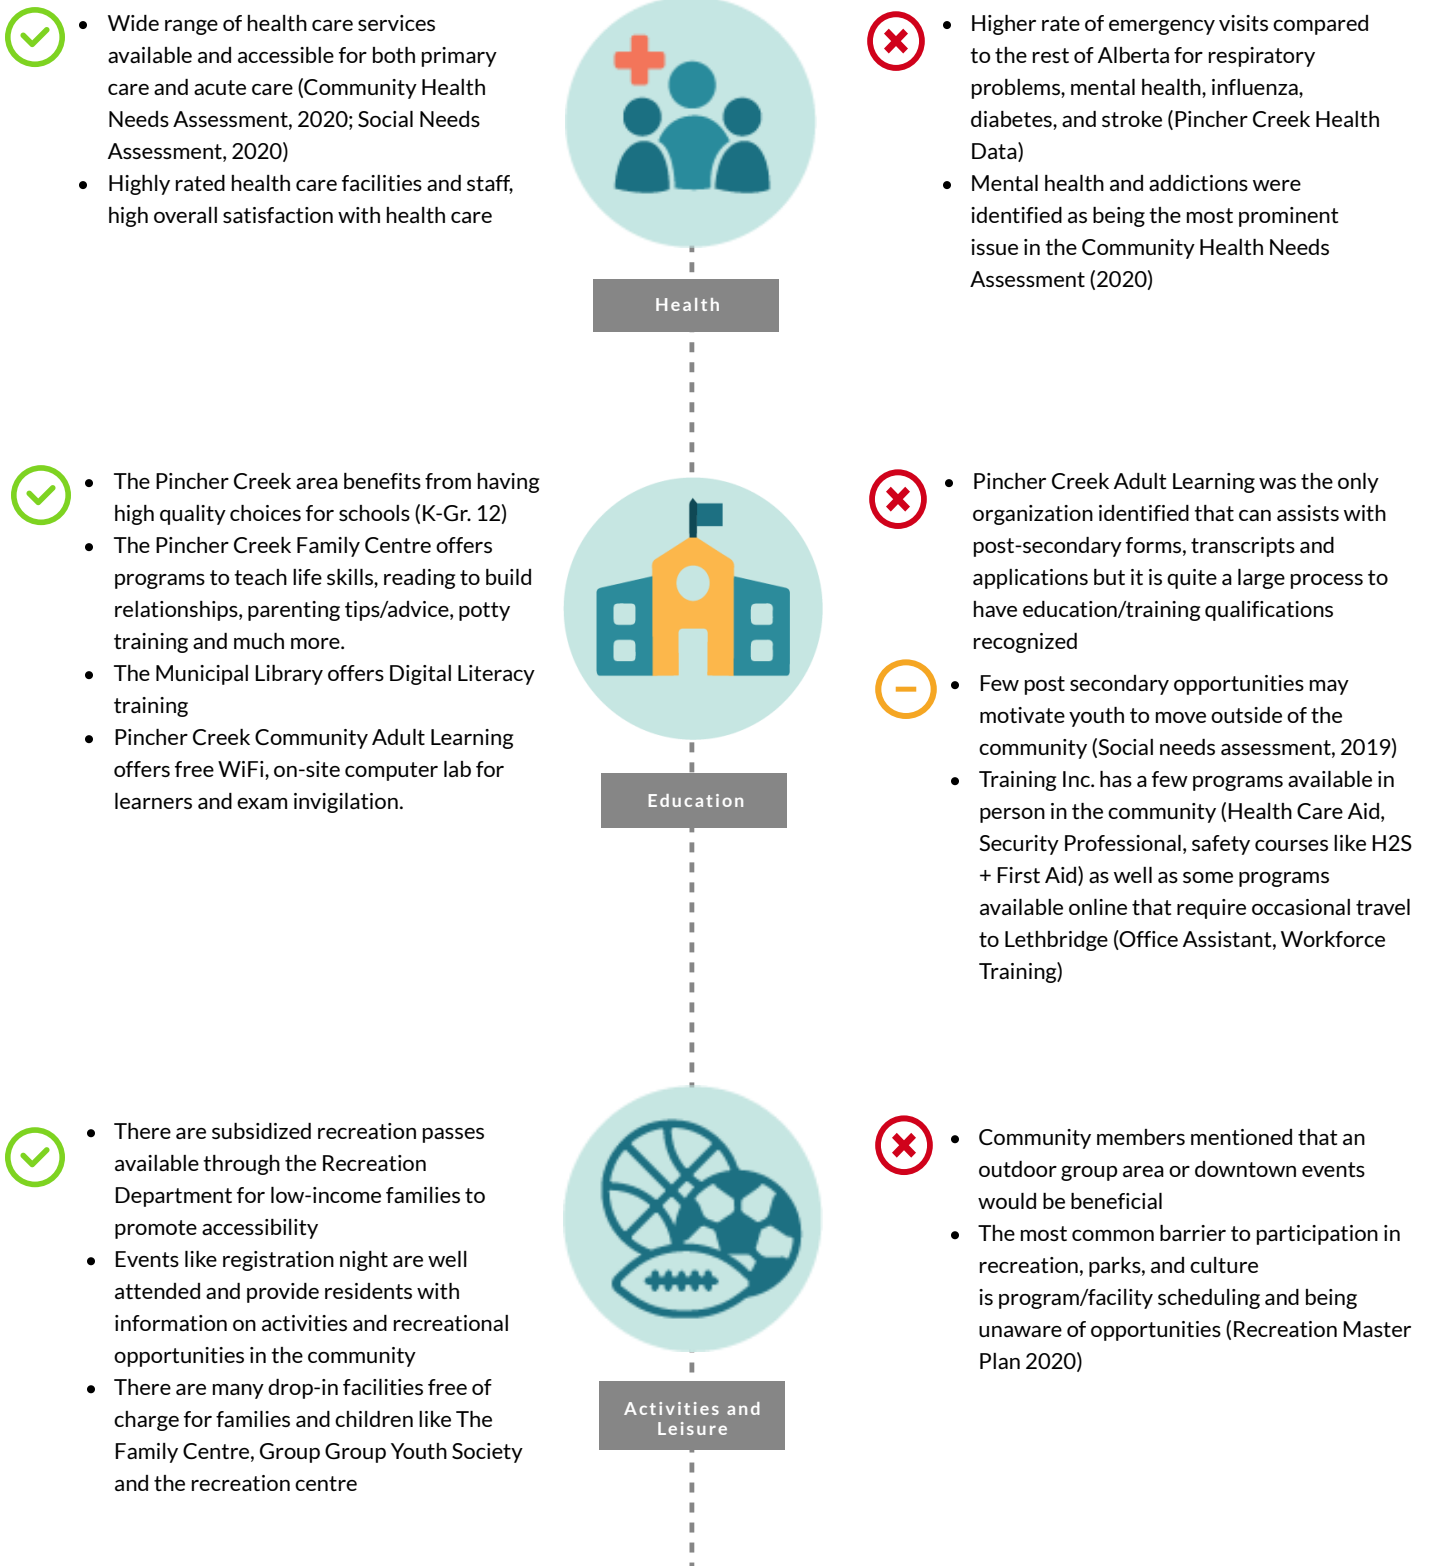 • Wide range of health care services
available and accessible for both primary
care and acute care (Community Health
Needs Assessment, 2020; Social Needs
Assessment, 2020)
• Highly rated health care facilities and staff,
high overall satisfaction with health care
Health
• Higher rate of emergency visits compared
to the rest of Alberta for respiratory
problems, mental health, influenza,
diabetes, and stroke (Pincher Creek Health
Data)
• Mental health and addictions were
identified as being the most prominent
issue in the Community Health Needs
Assessment (2020)
• The Pincher Creek area benefits from having
high quality choices for schools (K-Gr. 12)
• The Pincher Creek Family Centre offers
programs to teach life skills, reading to build
relationships, parenting tips/advice, potty
training and much more.
• The Municipal Library offers Digital Literacy
training
• Pincher Creek Community Adult Learning
offers free WiFi, on-site computer lab for
learners and exam invigilation.
Education
• Pincher Creek Adult Learning was the only
organization identified that can assists with
post-secondary forms, transcripts and
applications but it is quite a large process to
have education/training qualifications
recognized
• Few post secondary opportunities may
motivate youth to move outside of the
community (Social needs assessment, 2019)
• Training Inc. has a few programs available in
person in the community (Health Care Aid,
Security Professional, safety courses like H2S
+ First Aid) as well as some programs
available online that require occasional travel
to Lethbridge (Office Assistant, Workforce
Training)
• There are subsidized recreation passes
available through the Recreation
Department for low-income families to
promote accessibility
• Events like registration night are well
attended and provide residents with
information on activities and recreational
opportunities in the community
• There are many drop-in facilities free of
charge for families and children like The
Family Centre, Group Group Youth Society
and the recreation centre
Activities and
Leisure
• Community members mentioned that an
outdoor group area or downtown events
would be beneficial
• The most common barrier to participation in
recreation, parks, and culture
is program/facility scheduling and being
unaware of opportunities (Recreation Master
Plan 2020)